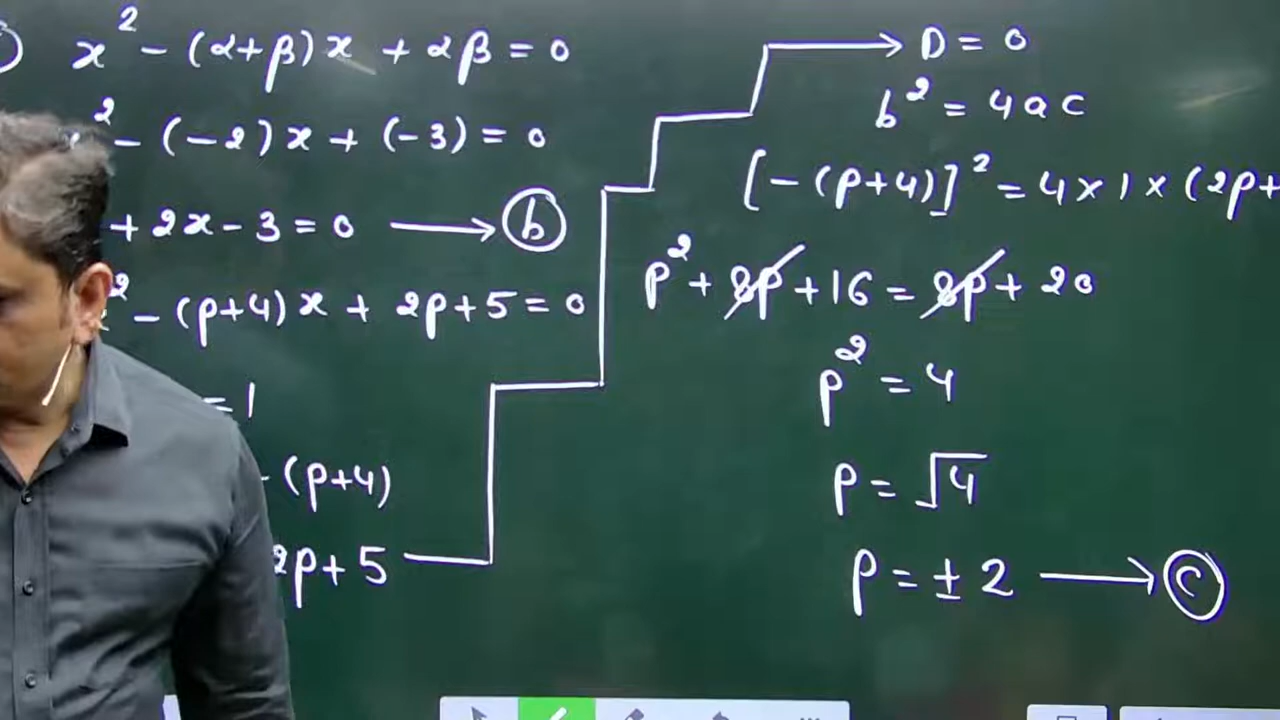 x² - (α+β)x + αβ = 0
² - (-2)x + (-3) = 0
+ 2x - 3 = 0 → (b)
² - (p+4)x + 2p+5 = 0
= 1
- (p+4)
2p+5
→ D = 0
b² = 4ac
[-(p+4)]² = 4×1×(2p+
p² + 8p + 16 = 8p + 20
p² = 4
p = √4
p = ±2 → (c)